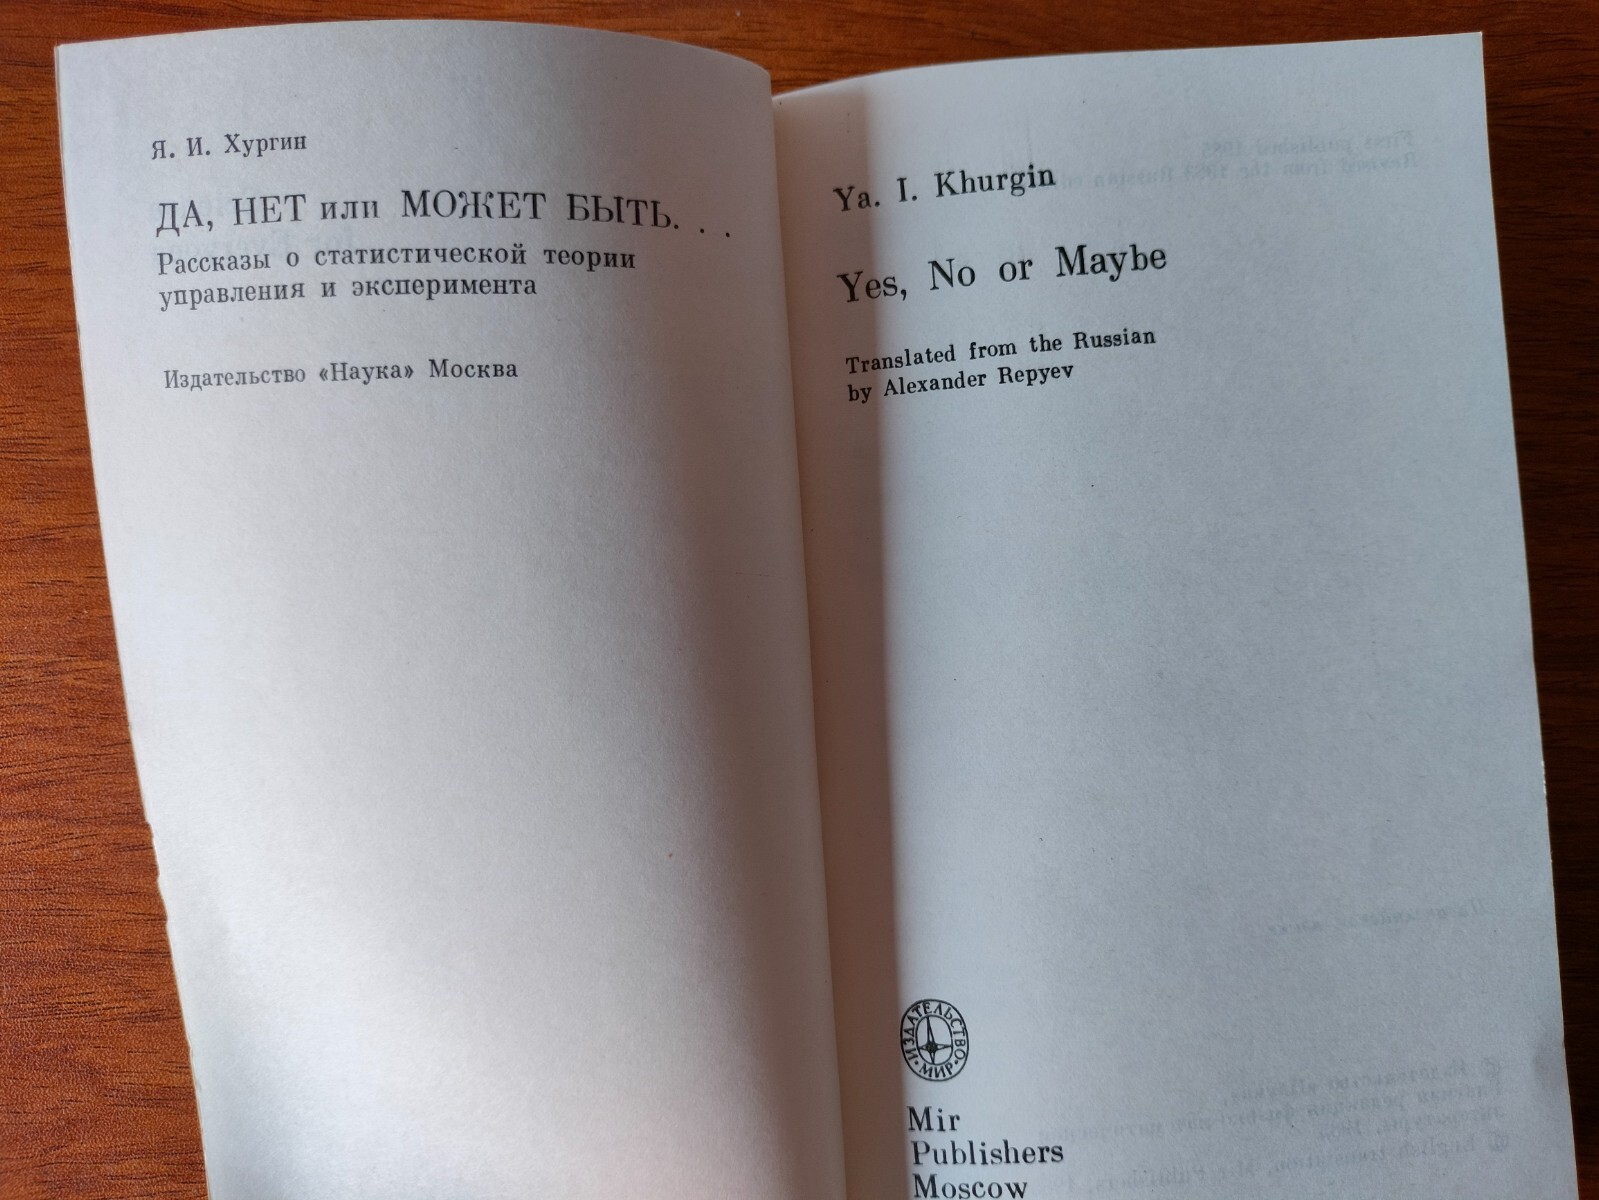 Я. И. Хургин
ДА, НЕТ или МОЖЕТ БЫТЬ. . .
Рассказы о статистической теории
управления и эксперимента
Издательство «Наука» Москва
Ya. I. Khurgin
Yes, No or Maybe
Translated from the Russian
by Alexander Repyev
ИЗДАТЕЛЬСТВО
МИР
Mir
Publishers
Moscow